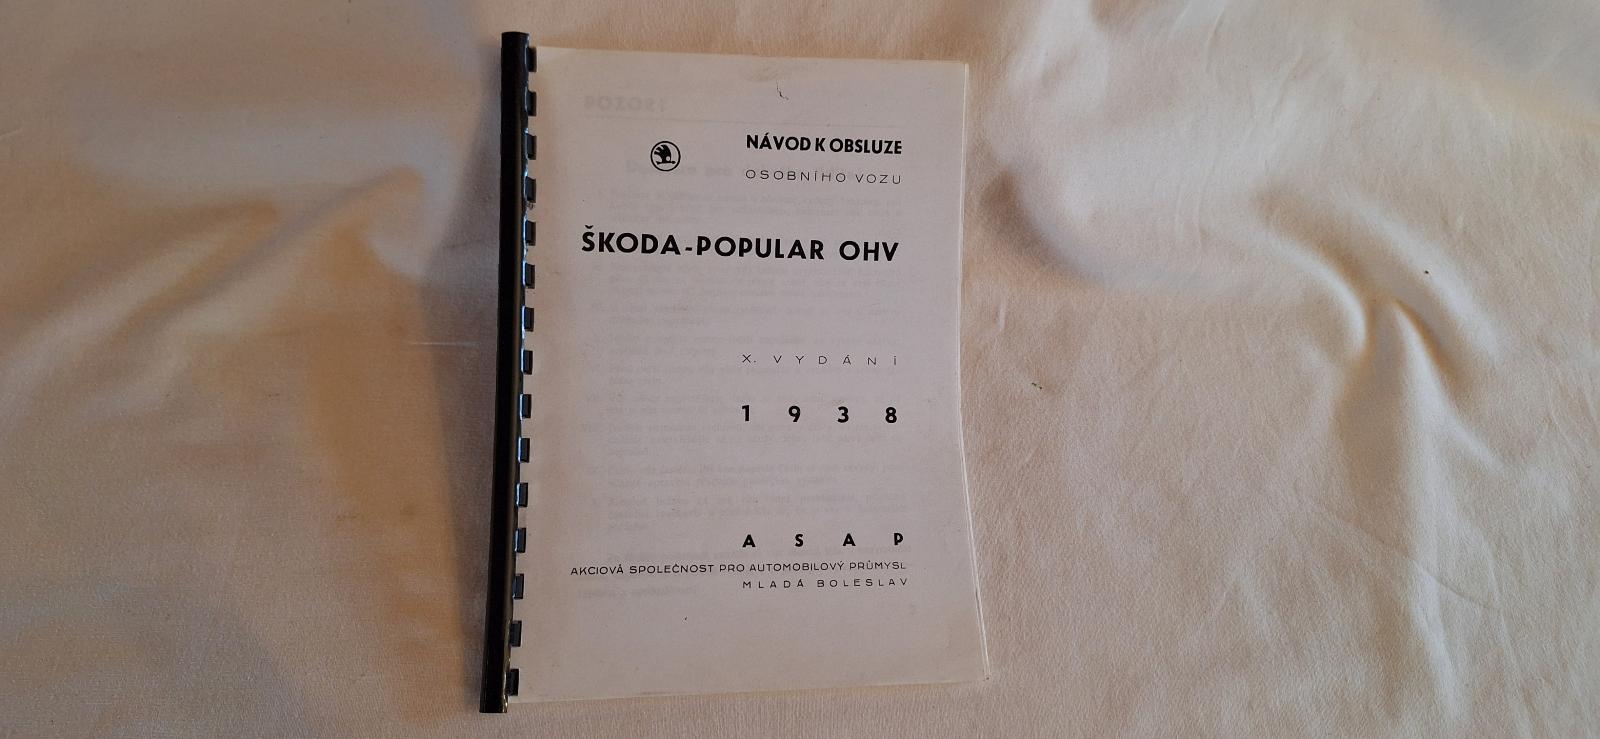 NÁVOD K OBSLUZE
OSOBNÍHO VOZU
ŠKODA-POPULAR OHV
X. VYDÁNÍ
1938
ASAP
AKCIOVÁ SPOLEČNOST PRO AUTOMOBILOVÝ PRŮMYSL
MLADÁ BOLESLAV